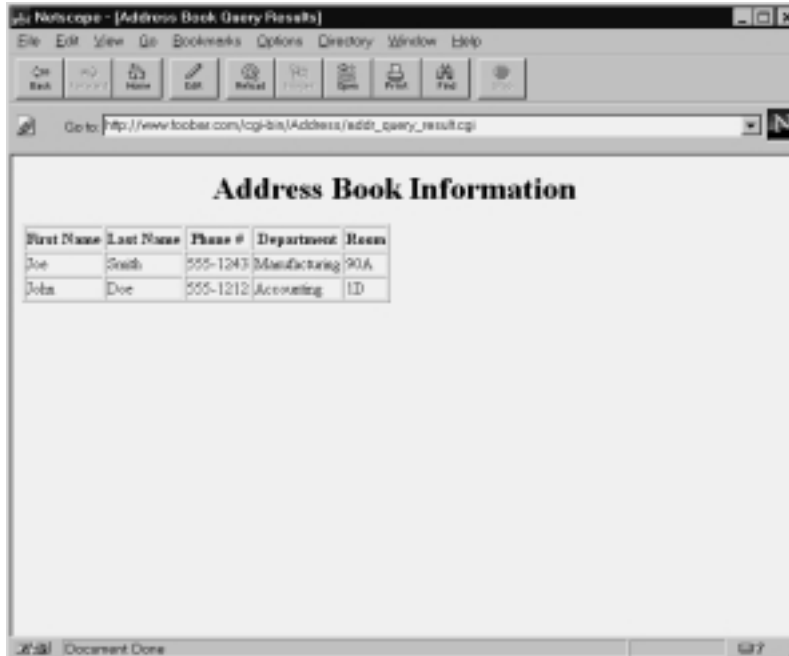 Netscape - [Address Book Query Results]
File Edit View Go Bookmarks Options Directory Window Help
Back Forward Home Edit Reload Images Open Print Find Stop
Go to: http://www.foobar.com/cgi-bin/Address/addr_query_result.cgi
N
Address Book Information
First Name Last Name Phone # Department Room
Joe Smith 555-1243 Manufacturing 90A
John Doe 555-1212 Accounting 1D
Document Done